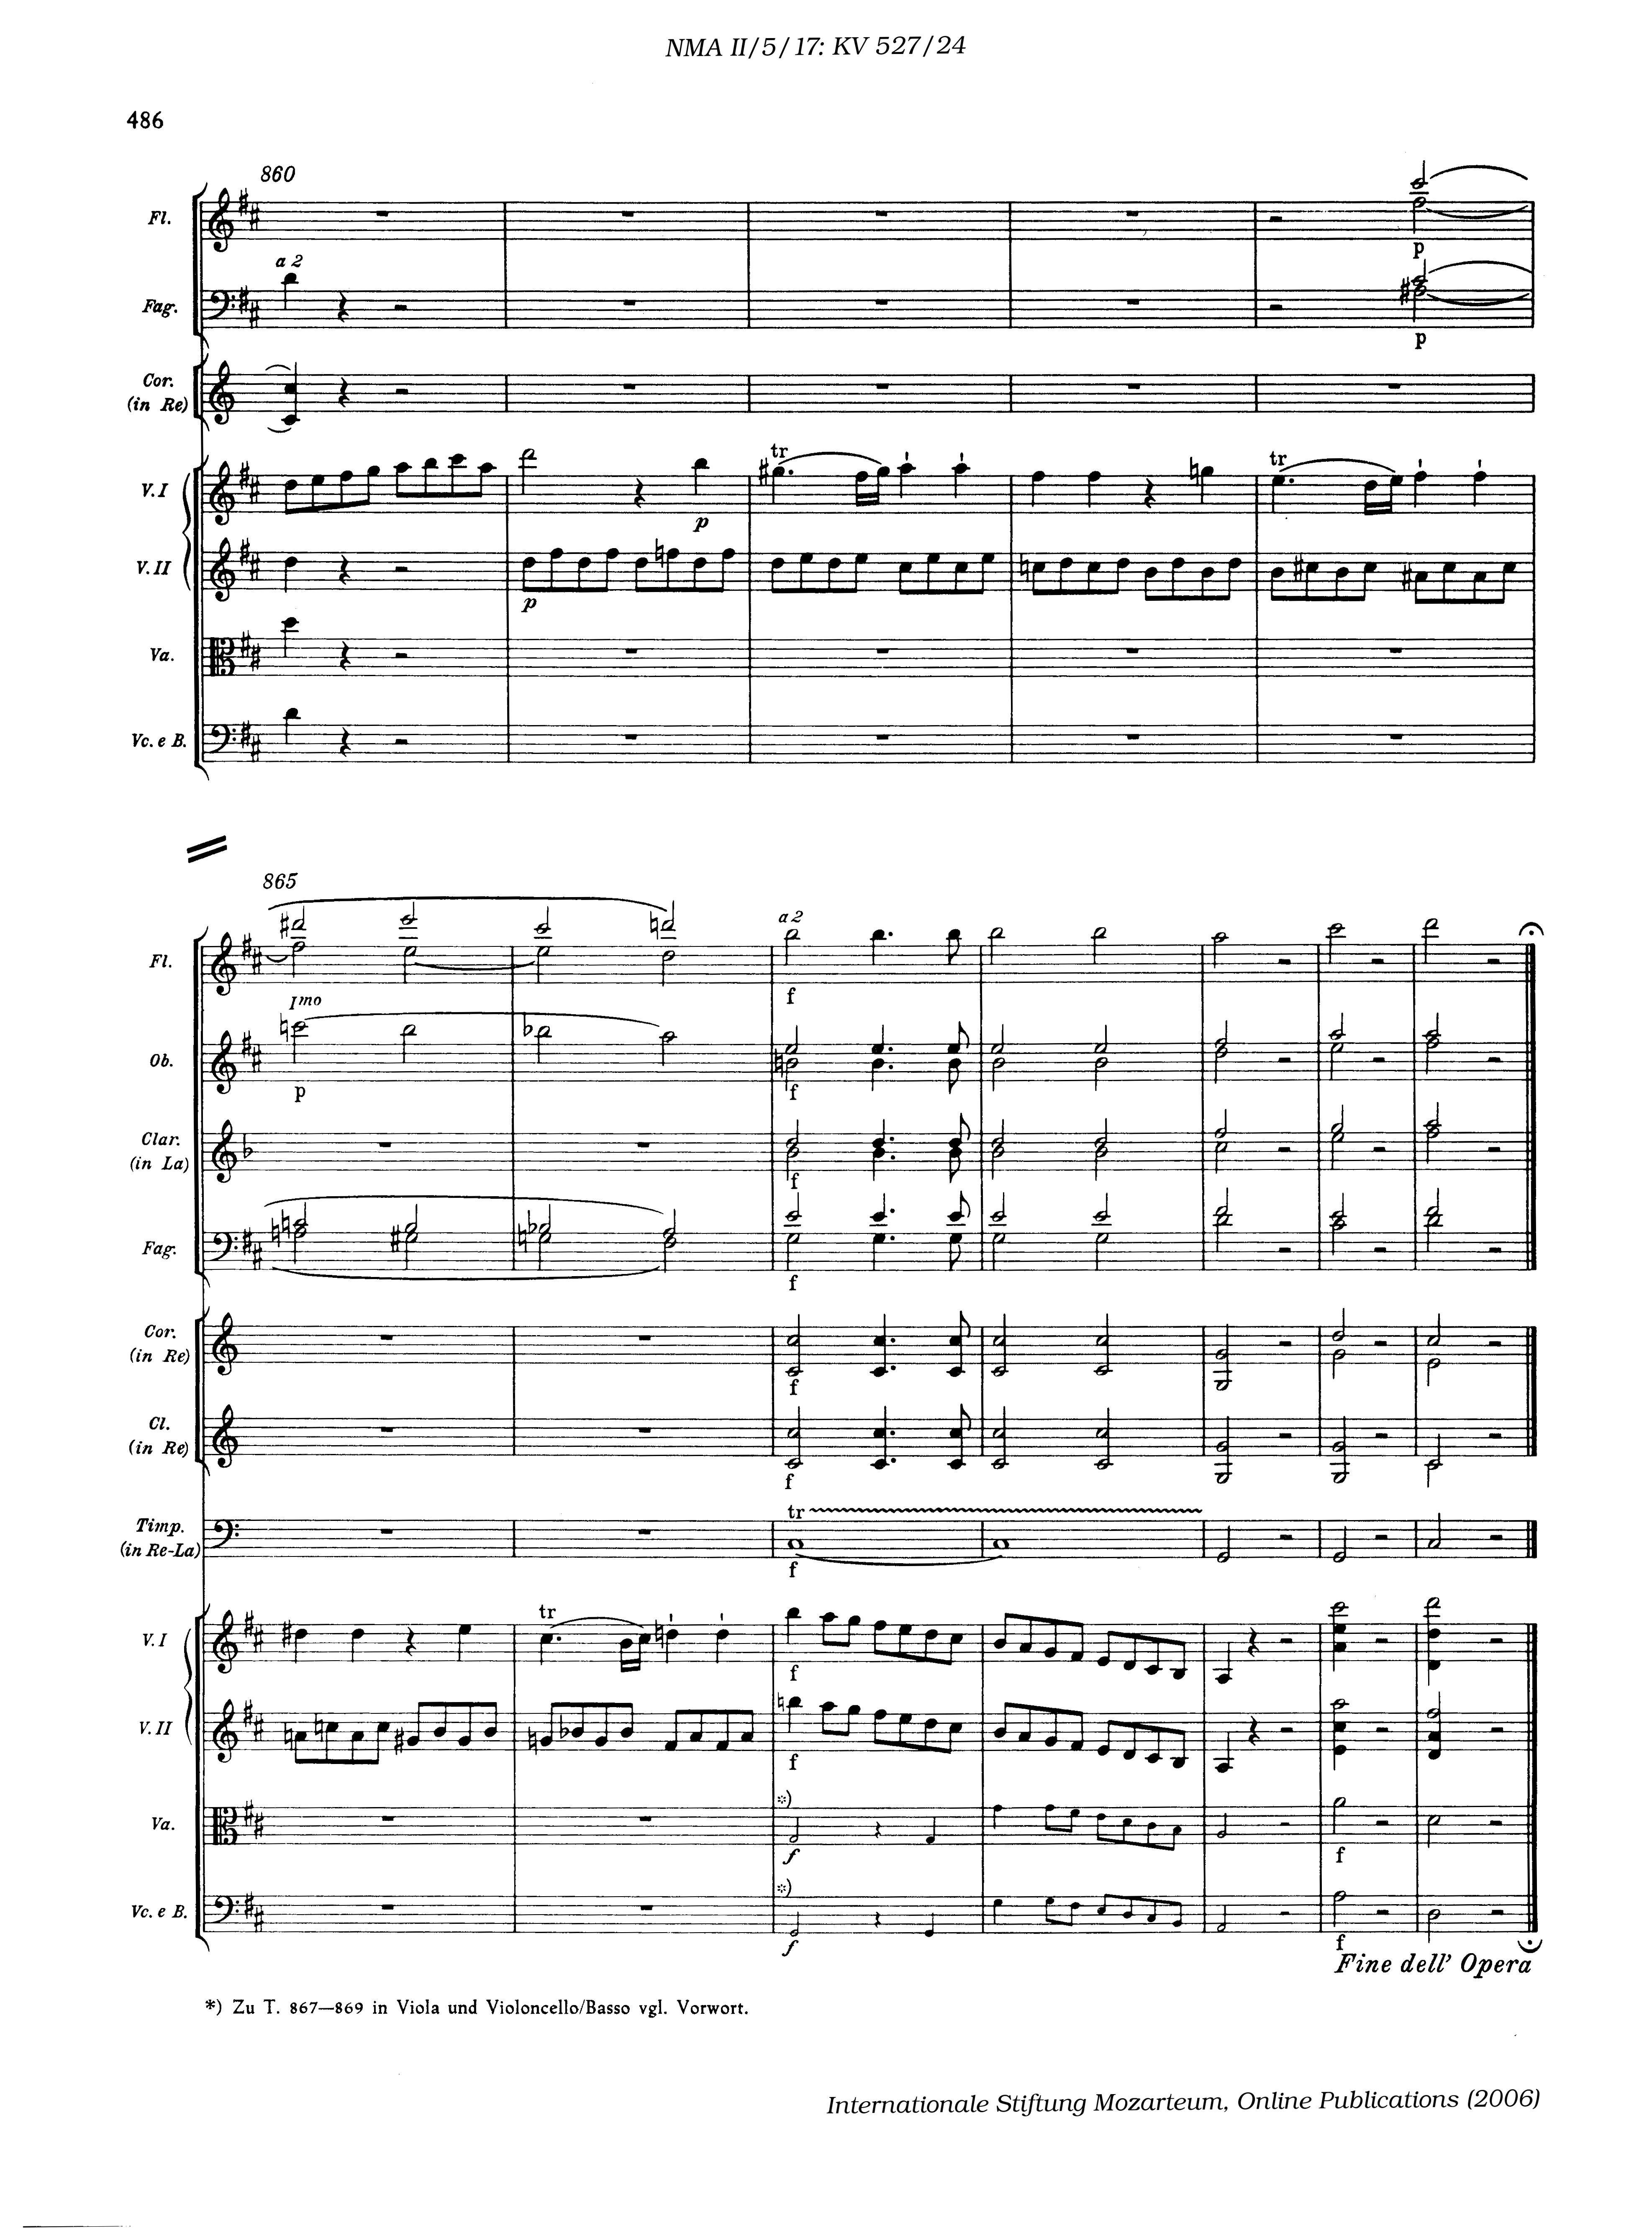 NMA II/5/17: KV 527/24
486
860
Fl.
p
a 2
Fag.
p
Cor.
(in Re)
tr
tr
V. I
p
V. II
p
Va.
Vc. e B.
865
a 2
Fl.
f
Imo
Ob.
p
f
Clar.
(in La)
f
Fag.
f
Cor.
(in Re)
f
Cl.
(in Re)
f
tr
Timp.
(in Re-La)
f
tr
V. I
f
V. II
f
*)
Va.
f
f
*)
Vc. e B.
f
f
Fine dell' Opera
*) Zu T. 867—869 in Viola und Violoncello/Basso vgl. Vorwort.
Internationale Stiftung Mozarteum, Online Publications (2006)